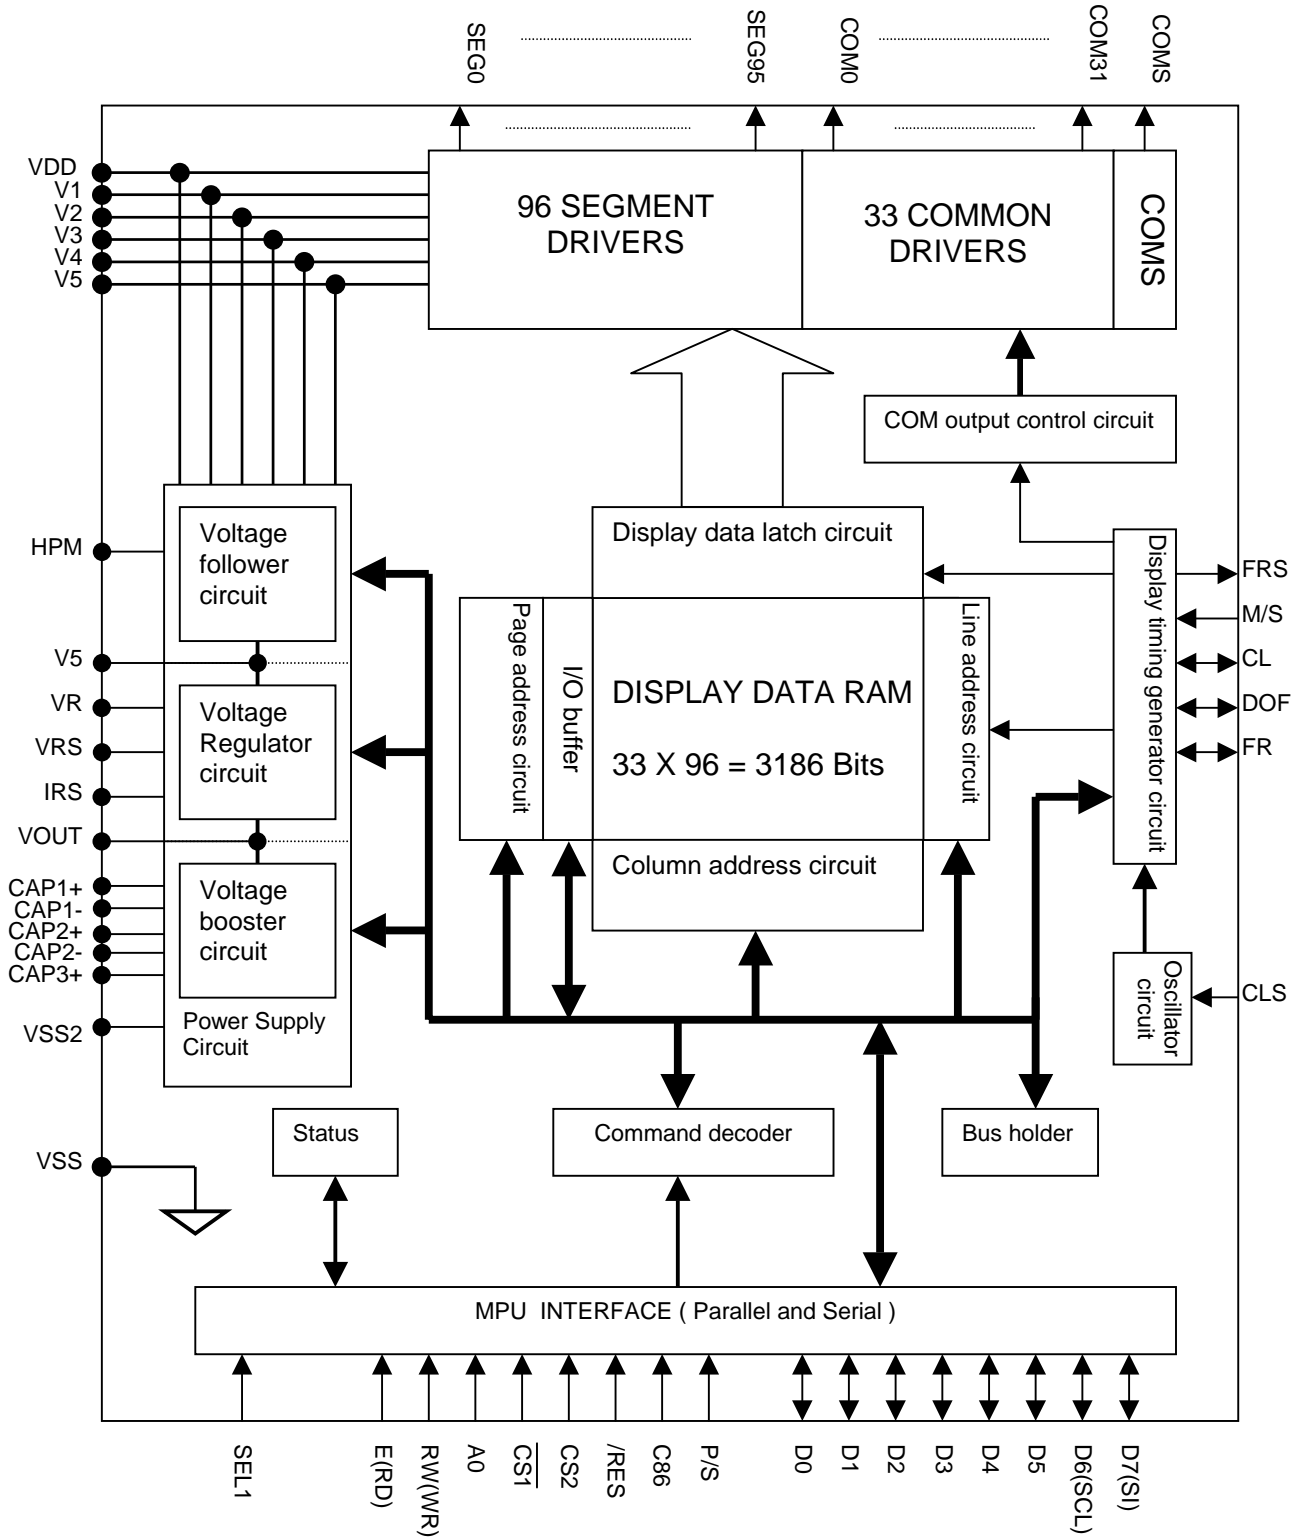 SEG0
SEG95
COM0
COM31
COMS
VDD
V1
V2
V3
V4
V5
96 SEGMENT
DRIVERS
33 COMMON
DRIVERS
COMS
COM output control circuit
HPM
V5
VR
VRS
IRS
VOUT
CAP1+
CAP1-
CAP2+
CAP2-
CAP3+
VSS2
VSS
Voltage
follower
circuit
Voltage
Regulator
circuit
Voltage
booster
circuit
Power Supply
Circuit
Display data latch circuit
Page address circuit
I/O buffer
DISPLAY DATA RAM
33 X 96 = 3186 Bits
Line address circuit
Column address circuit
Display timing generator circuit
FRS
M/S
CL
DOF
FR
Oscillator
circuit
CLS
Status
Command decoder
Bus holder
MPU INTERFACE ( Parallel and Serial )
SEL1
E(RD)
RW(WR)
A0
CS1
CS2
/RES
C86
P/S
D0
D1
D2
D3
D4
D5
D6(SCL)
D7(SI)